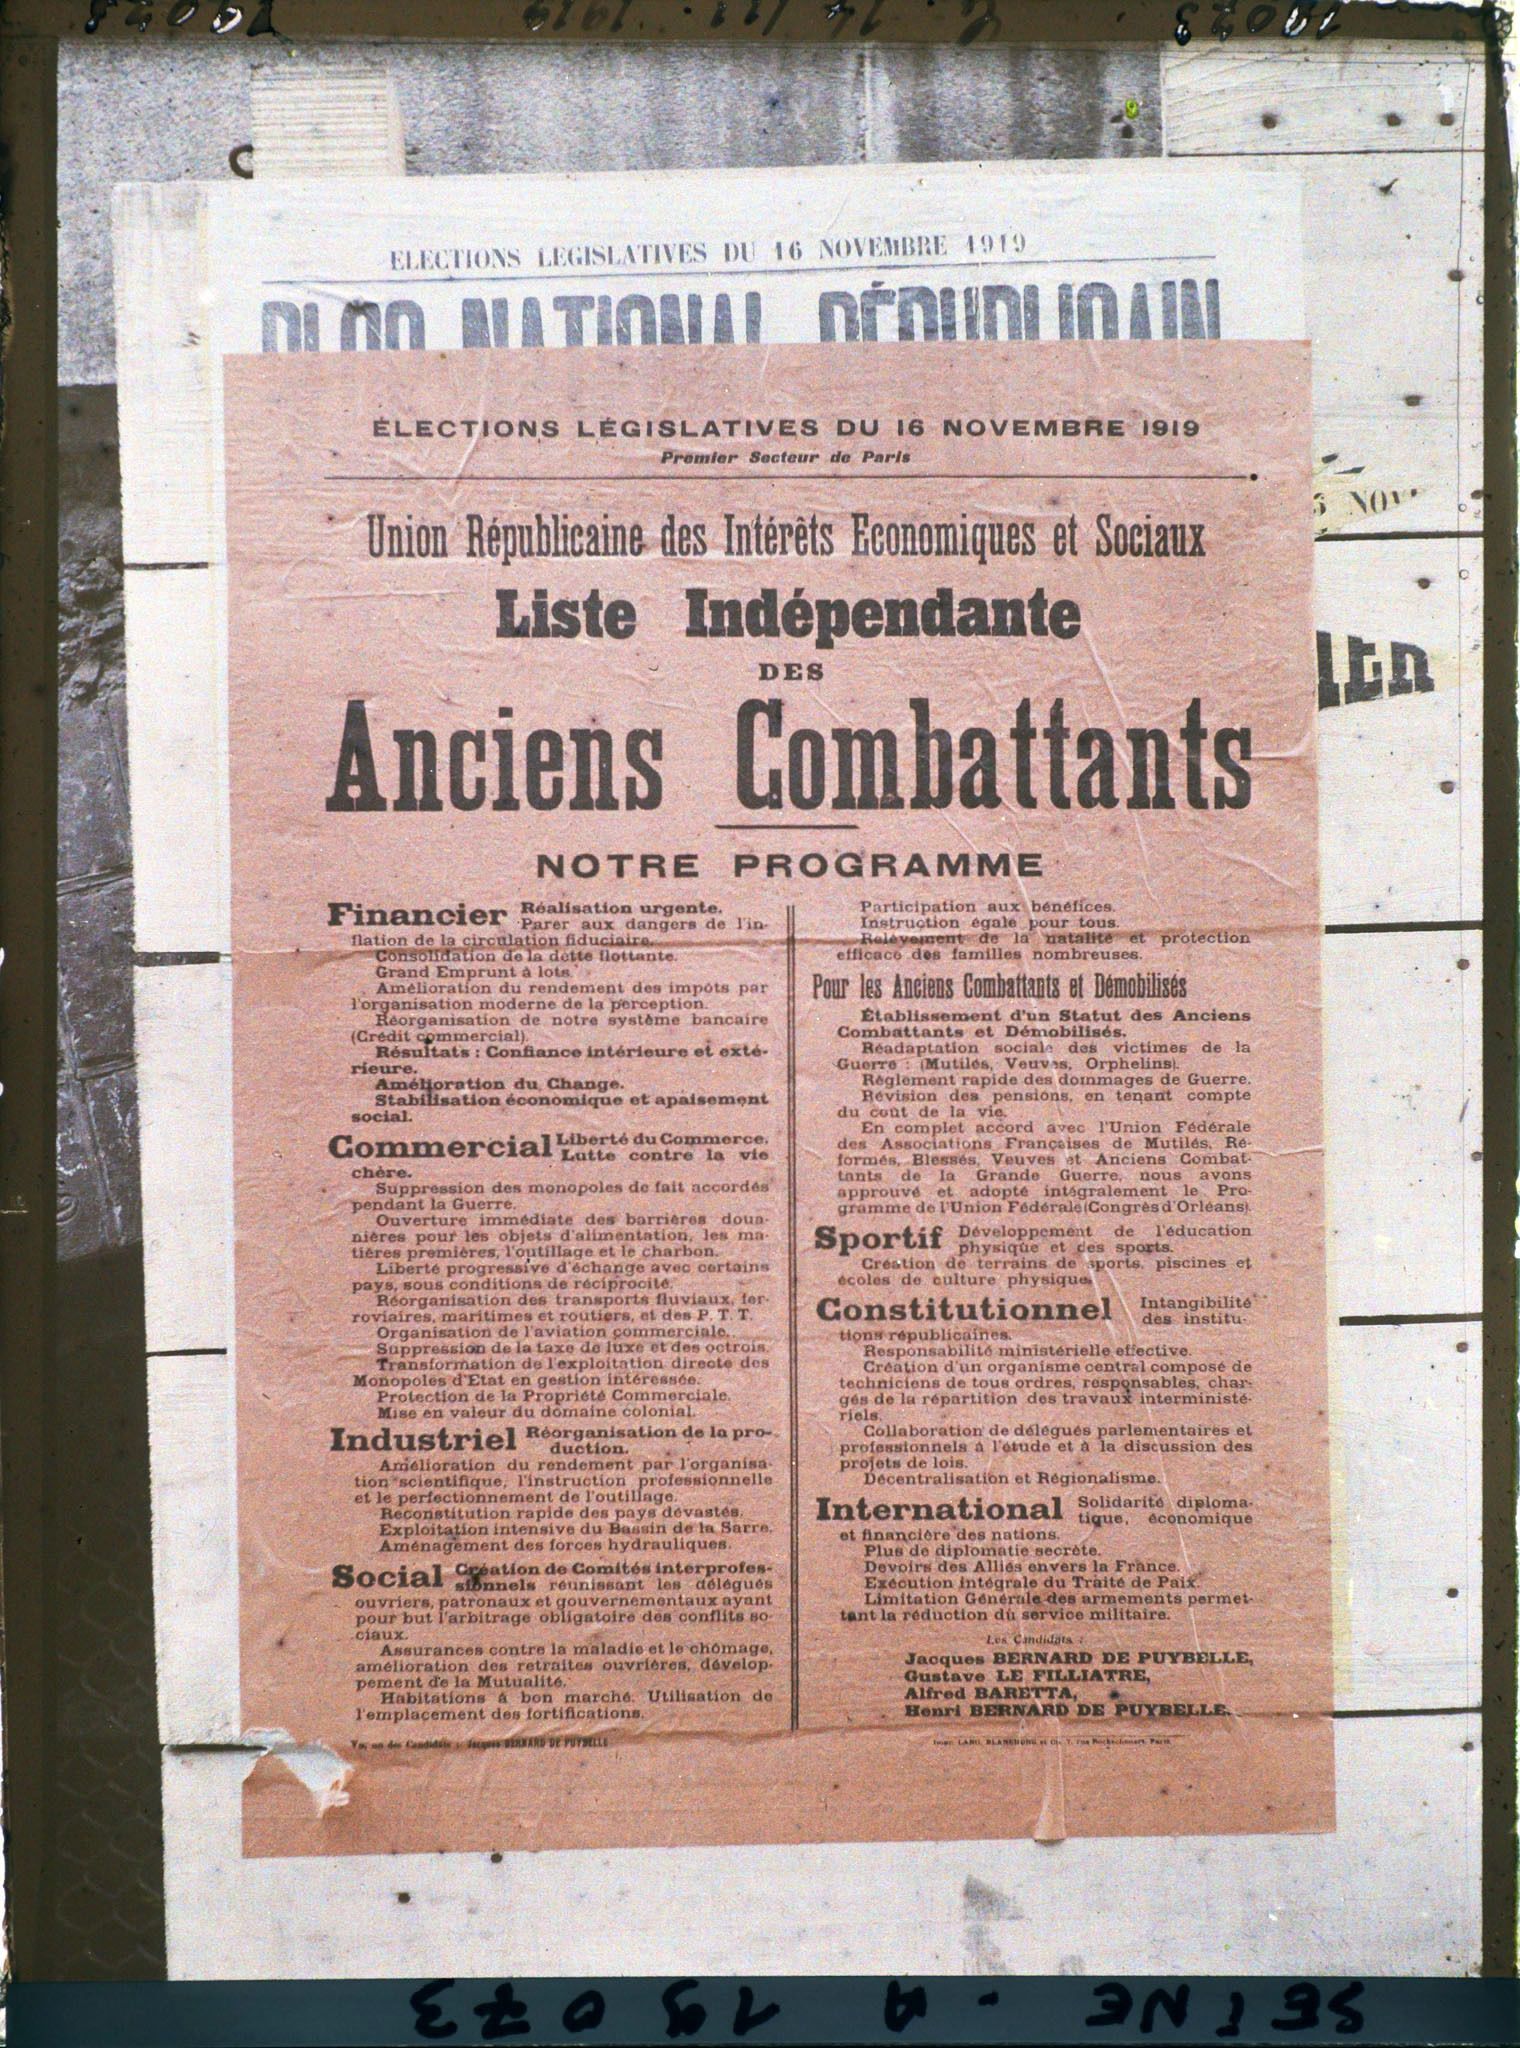 ELECTIONS LEGISLATIVES DU 16 NOVEMBRE 1919
BLOC NATIONAL RÉPUBLICAIN
ÉLECTIONS LÉGISLATIVES DU 16 NOVEMBRE 1919
Premier Secteur de Paris
Union Républicaine des Intérêts Economiques et Sociaux
Liste Indépendante
DES
Anciens Combattants
NOTRE PROGRAMME
Financier Réalisation urgente.
Parer aux dangers de l'in-
flation de la circulation fiduciaire.
Consolidation de la dette flottante.
Grand Emprunt à lots.
Amélioration du rendement des impôts par
l'organisation moderne de la perception.
Réorganisation de notre système bancaire
(Crédit commercial).
Résultats : Confiance intérieure et exté-
rieure.
Amélioration du Change.
Stabilisation économique et apaisement
social.
Commercial Liberté du Commerce.
Lutte contre la vie
chère.
Suppression des monopoles de fait accordés
pendant la Guerre.
Ouverture immédiate des barrières doua-
nières pour les objets d'alimentation, les ma-
tières premières, l'outillage et le charbon.
Liberté progressive d'échange avec certains
pays, sous conditions de réciprocité.
Réorganisation des transports fluviaux, fer-
roviaires, maritimes et routiers, et des P. T. T.
Organisation de l'aviation commerciale.
Suppression de la taxe de luxe et des octrois.
Transformation de l'exploitation directe des
Monopoles d'Etat en gestion intéressée.
Protection de la Propriété Commerciale.
Mise en valeur du domaine colonial.
Industriel Réorganisation de la pro-
duction.
Amélioration du rendement par l'organisa-
tion scientifique, l'instruction professionnelle
et le perfectionnement de l'outillage.
Reconstitution rapide des pays dévastés.
Exploitation intensive du Bassin de la Sarre.
Aménagement des forces hydrauliques.
Social Création de Comités interprofes-
sionnels réunissant les délégués
ouvriers, patronaux et gouvernementaux ayant
pour but l'arbitrage obligatoire des conflits so-
ciaux.
Assurances contre la maladie et le chômage,
amélioration des retraites ouvrières, dévelop-
pement de la Mutualité.
Habitations à bon marché. Utilisation de
l'emplacement des fortifications.
Vu, un des Candidats : Jacques BERNARD DE PUYBELLE
Participation aux bénéfices.
Instruction égale pour tous.
Relèvement de la natalité et protection
efficace des familles nombreuses.
Pour les Anciens Combattants et Démobilisés
Établissement d'un Statut des Anciens
Combattants et Démobilisés.
Réadaptation sociale des victimes de la
Guerre : (Mutilés, Veuves, Orphelins).
Règlement rapide des dommages de Guerre.
Révision des pensions, en tenant compte
du coût de la vie.
En complet accord avec l'Union Fédérale
des Associations Françaises de Mutilés, Ré-
formés, Blessés, Veuves et Anciens Combat-
tants de la Grande Guerre, nous avons
approuvé et adopté intégralement le Pro-
gramme de l'Union Fédérale (Congrès d'Orléans).
Sportif Développement de l'éducation
physique et des sports.
Création de terrains de sports, piscines et
écoles de culture physique.
Constitutionnel Intangibilité
des institu-
tions républicaines.
Responsabilité ministérielle effective.
Création d'un organisme central composé de
techniciens de tous ordres, responsables, char-
gés de la répartition des travaux interministé-
riels.
Collaboration de délégués parlementaires et
professionnels à l'étude et à la discussion des
projets de lois.
Décentralisation et Régionalisme.
International Solidarité diploma-
tique, économique
et financière des nations.
Plus de diplomatie secrète.
Devoirs des Alliés envers la France.
Exécution intégrale du Traité de Paix.
Limitation Générale des armements permet-
tant la réduction du service militaire.
Les Candidats :
Jacques BERNARD DE PUYBELLE,
Gustave LE FILLIATRE,
Alfred BARETTA,
Henri BERNARD DE PUYBELLE.
Rochechouart, Paris
6 NOV
IER
SEINE - A 19073
19073